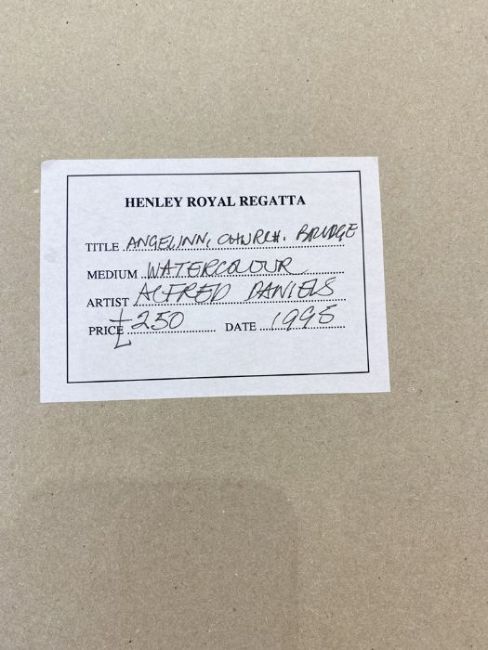 HENLEY ROYAL REGATTA
TITLE ANGEL INN, CHURCH, BRIDGE
MEDIUM WATERCOLOUR
ARTIST ALFRED DANIELS
PRICE £250 DATE 1995